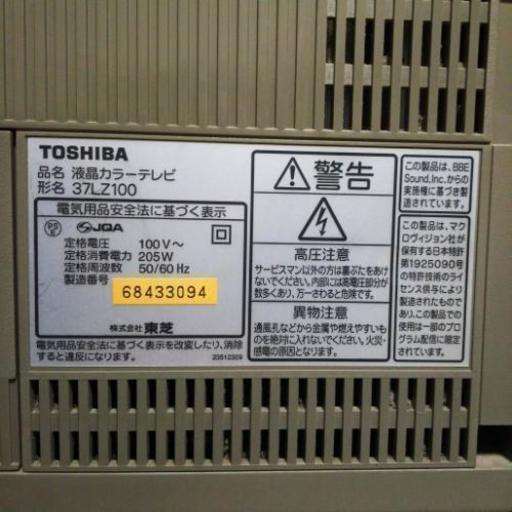 TOSHIBA
品名 液晶カラーテレビ
形名 37LZ100
電気用品安全法に基づく表示
PS
E
JQA
定格電圧 100V～
定格消費電力 205W
定格周波数 50/60Hz
製造番号
68433094
株式会社 東芝
電気用品安全法に基づく表示を改変したり、消除
すると違反になります。
23512309
警告
高圧注意
サービスマン以外の方は裏ぶたをあけ
ないでください。内部には高電圧部分が
数多くあり、万一さわると危険です。
異物注意
通風孔などから金属や燃えやすいもの
を絶対に入れないでください。火災・
感電の原因となります。
この製品は、BBE
Sound,Inc.からの
実施権に基づき製
造されています。
この製品は、マク
ロヴィジョン社が
保有する日本特許
第1925090号
の特許技術のライ
センス供与により
製造されたもので
あり、この製品での
使用は一部のプロ
グラム配信に限定
されています。